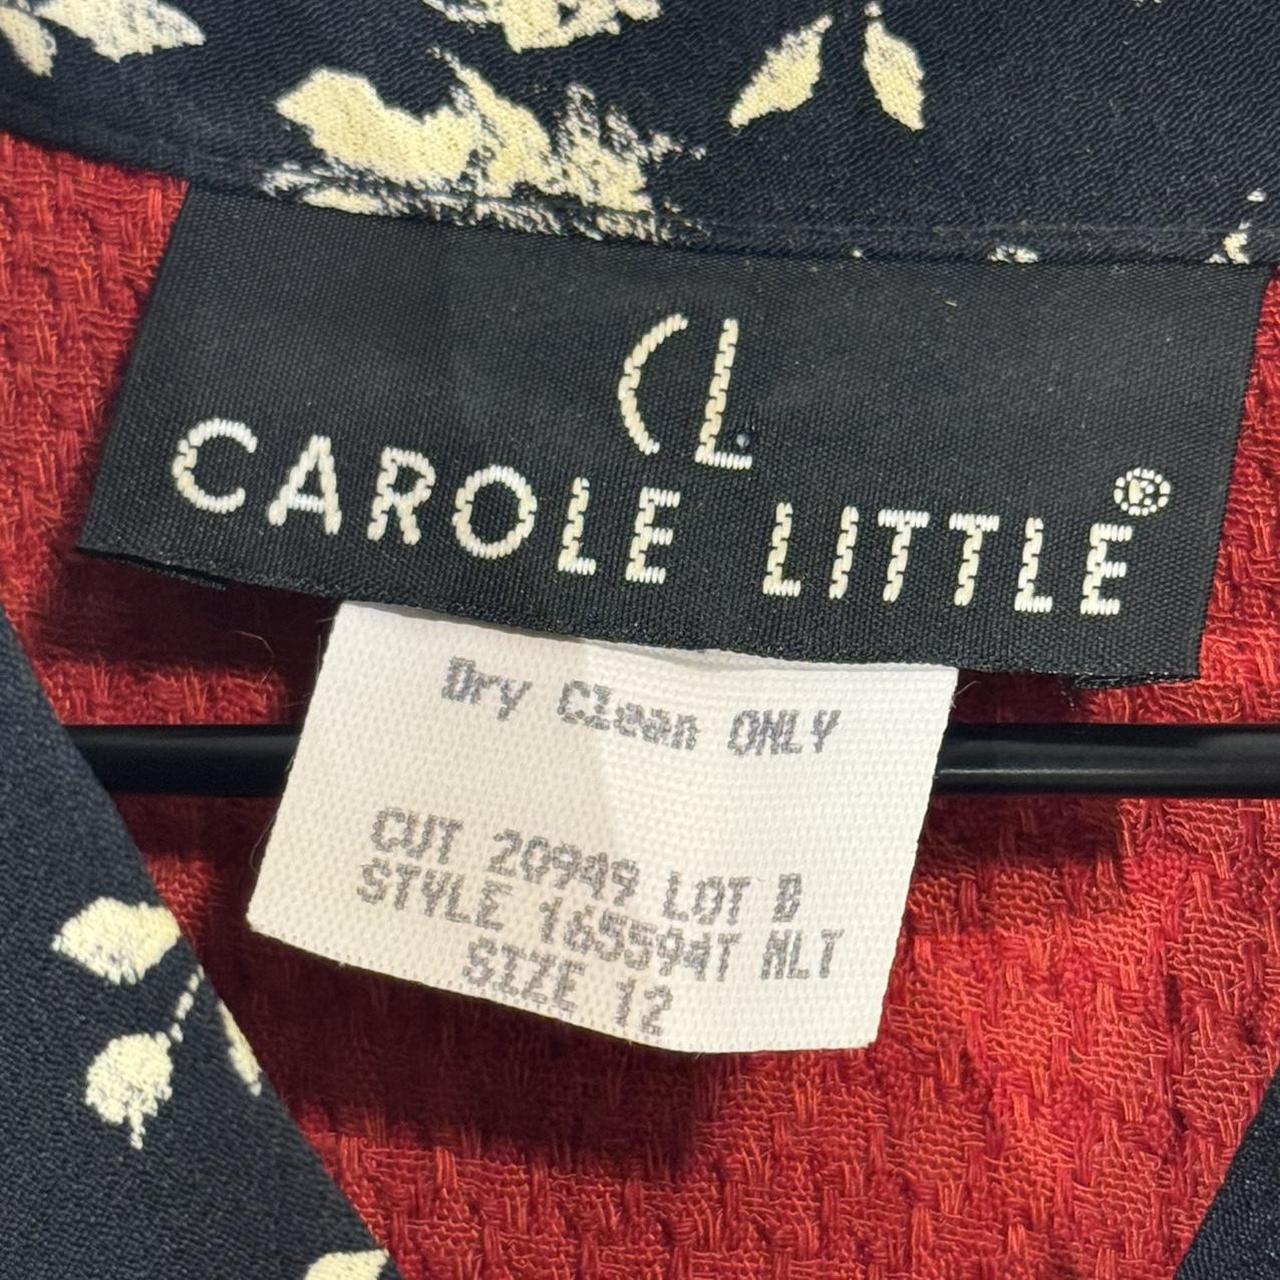 CL
CAROLE LITTLE®
Dry Clean ONLY
CUT 20949 LOT B
STYLE 165594T NLT
SIZE 12